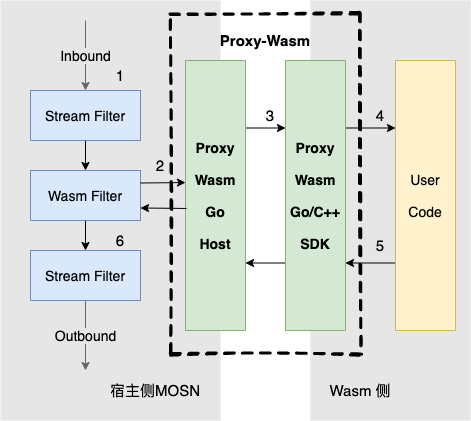 Proxy-Wasm
Inbound
1
Stream Filter
2
Wasm Filter
6
Stream Filter
Outbound
Proxy
Wasm
Go
Host
3
Proxy
Wasm
Go/C++
SDK
4
5
User
Code
宿主侧MOSN
Wasm 侧